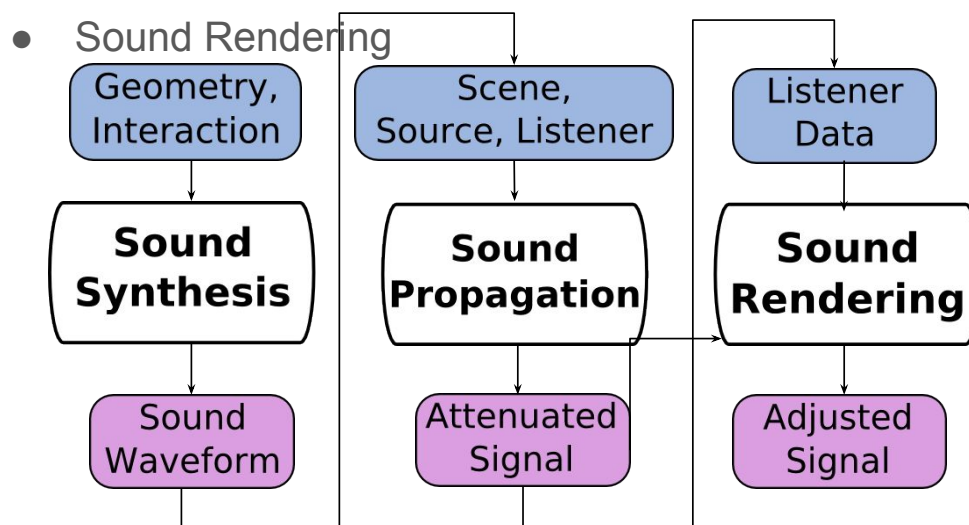 ● Sound Rendering
Geometry,
Interaction
Sound
Synthesis
Sound
Waveform
Scene,
Source, Listener
Sound
Propagation
Attenuated
Signal
Listener
Data
Sound
Rendering
Adjusted
Signal